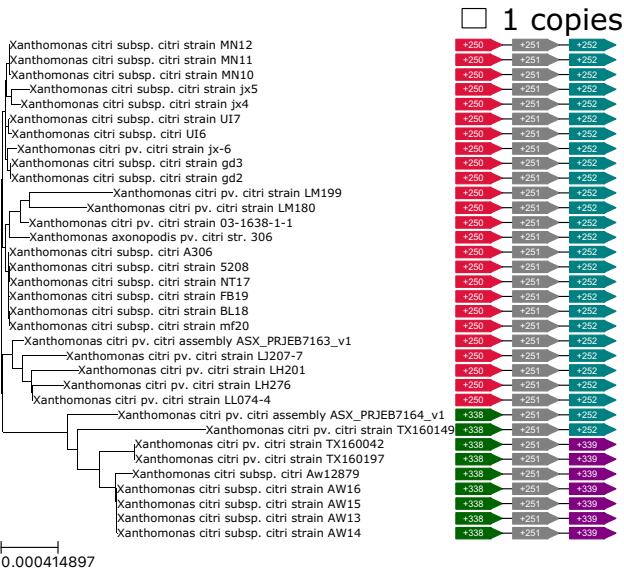 1 copies
Xanthomonas citri subsp. citri strain MN12 +250 +251 +252
Xanthomonas citri subsp. citri strain MN11 +250 +251 +252
Xanthomonas citri subsp. citri strain MN10 +250 +251 +252
Xanthomonas citri subsp. citri strain jx5 +250 +251 +252
Xanthomonas citri subsp. citri strain jx4 +250 +251 +252
Xanthomonas citri subsp. citri strain UI7 +250 +251 +252
Xanthomonas citri subsp. citri UI6 +250 +251 +252
Xanthomonas citri pv. citri strain jx-6 +250 +251 +252
Xanthomonas citri subsp. citri strain gd3 +250 +251 +252
Xanthomonas citri subsp. citri strain gd2 +250 +251 +252
Xanthomonas citri pv. citri strain LM199 +250 +251 +252
Xanthomonas citri pv. citri strain LM180 +250 +251 +252
Xanthomonas citri pv. citri strain 03-1638-1-1 +250 +251 +252
Xanthomonas axonopodis pv. citri str. 306 +250 +251 +252
Xanthomonas citri subsp. citri A306 +250 +251 +252
Xanthomonas citri subsp. citri strain 5208 +250 +251 +252
Xanthomonas citri subsp. citri strain NT17 +250 +251 +252
Xanthomonas citri subsp. citri strain FB19 +250 +251 +252
Xanthomonas citri subsp. citri strain BL18 +250 +251 +252
Xanthomonas citri subsp. citri strain mf20 +250 +251 +252
Xanthomonas citri pv. citri assembly ASX_PRJEB7163_v1 +250 +251 +252
Xanthomonas citri pv. citri strain LJ207-7 +250 +251 +252
Xanthomonas citri pv. citri strain LH201 +250 +251 +252
Xanthomonas citri pv. citri strain LH276 +250 +251 +252
Xanthomonas citri pv. citri strain LL074-4 +250 +251 +252
Xanthomonas citri pv. citri assembly ASX_PRJEB7164_v1 +338 +251 +252
Xanthomonas citri pv. citri strain TX160149 +338 +251 +252
Xanthomonas citri pv. citri strain TX160042 +338 +251 +339
Xanthomonas citri pv. citri strain TX160197 +338 +251 +339
Xanthomonas citri subsp. citri Aw12879 +338 +251 +339
Xanthomonas citri subsp. citri strain AW16 +338 +251 +339
Xanthomonas citri subsp. citri strain AW15 +338 +251 +339
Xanthomonas citri subsp. citri strain AW13 +338 +251 +339
Xanthomonas citri subsp. citri strain AW14 +338 +251 +339
0.000414897